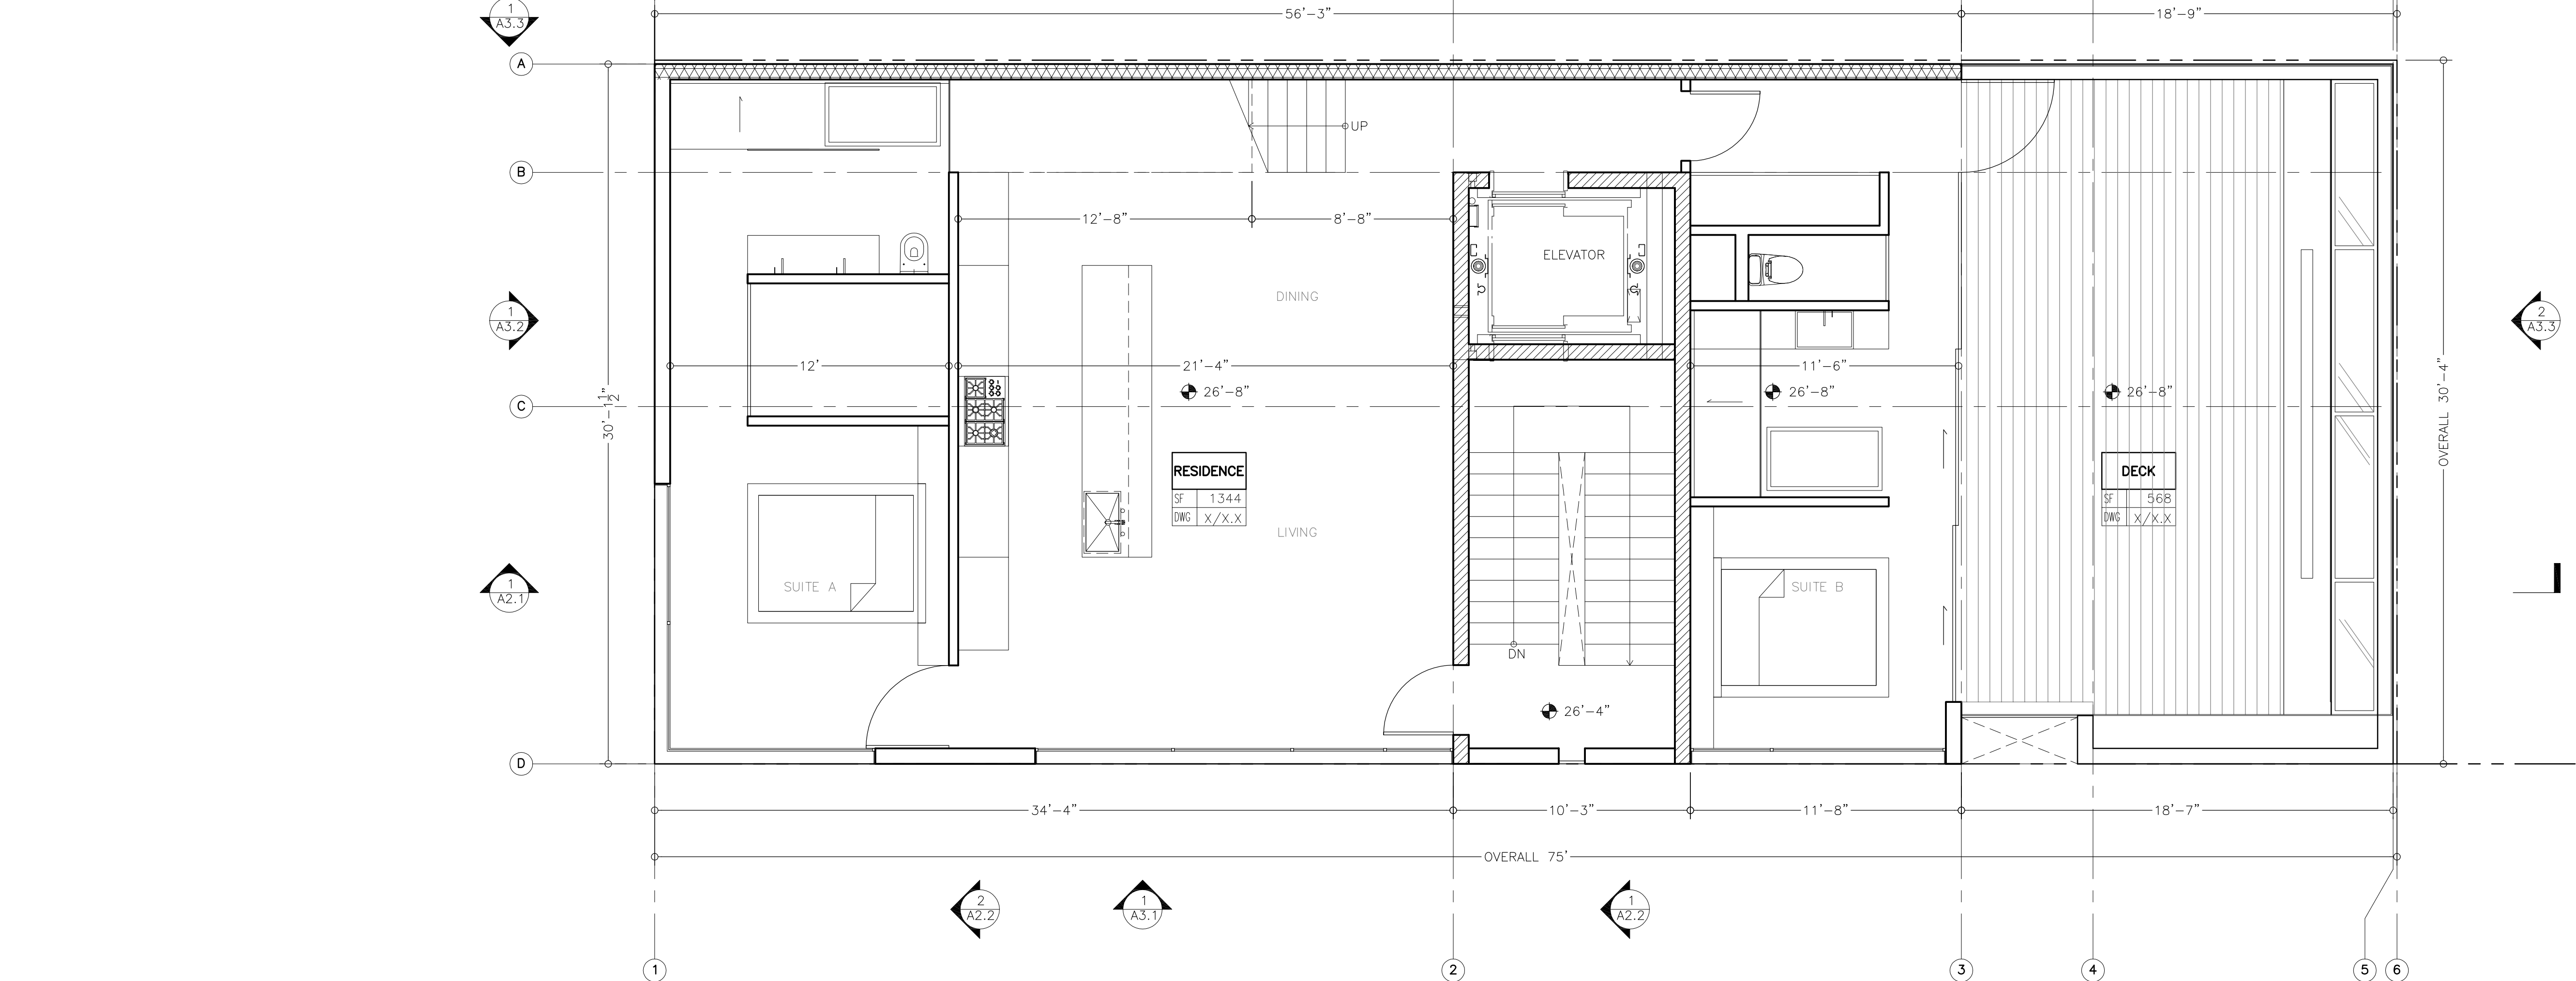 1
A3.3
56'-3"
18'-9"
A
UP
B
12'-8"
8'-8"
ELEVATOR
DINING
1
A3.2
2
A3.3
12'
21'-4"
11'-6"
26'-8"
26'-8"
26'-8"
C
30'-1 1/2"
OVERALL 30'-4"
RESIDENCE
SF 1344
DWG X/X.X
DECK
SF 568
DWG X/X.X
LIVING
1
A2.1
SUITE A
SUITE B
DN
26'-4"
D
34'-4"
10'-3"
11'-8"
18'-7"
OVERALL 75'
2
A2.2
1
A3.1
1
A2.2
1
2
3
4
5
6